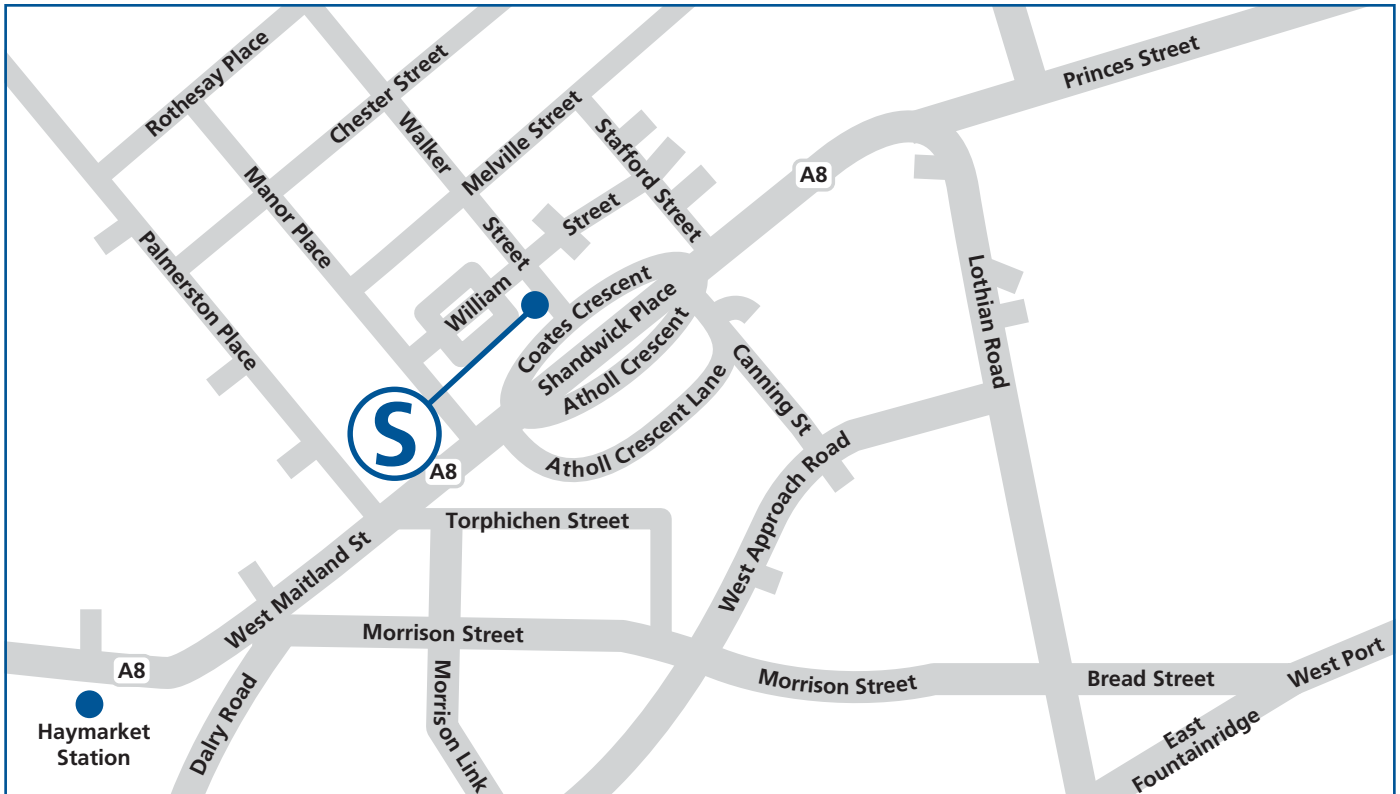 Rothesay Place
Chester Street
Princes Street
Walker
Street
Melville Street
Stafford Street
Manor Place
A8
William
Street
Palmerston Place
Coates Crescent
Shandwick Place
Atholl Crescent
Atholl Crescent Lane
Canning St
Lothian Road
S
A8
West Approach Road
Torphichen Street
West Maitland St
Morrison Street
A8
Haymarket
Station
Dalry Road
Morrison Link
Morrison Street
Bread Street
West Port
East
Fountainridge